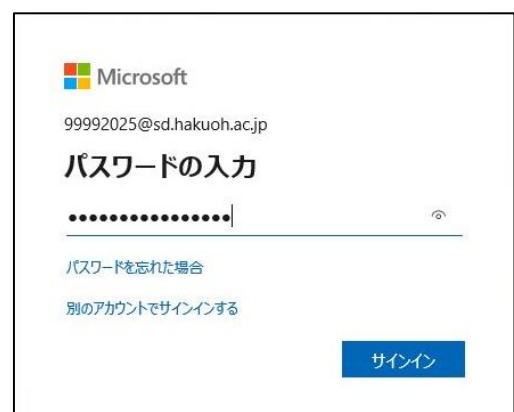 Microsoft
99992025@sd.hakuoh.ac.jp
パスワードの入力
••••••••••••••••
パスワードを忘れた場合
別のアカウントでサインインする
サインイン